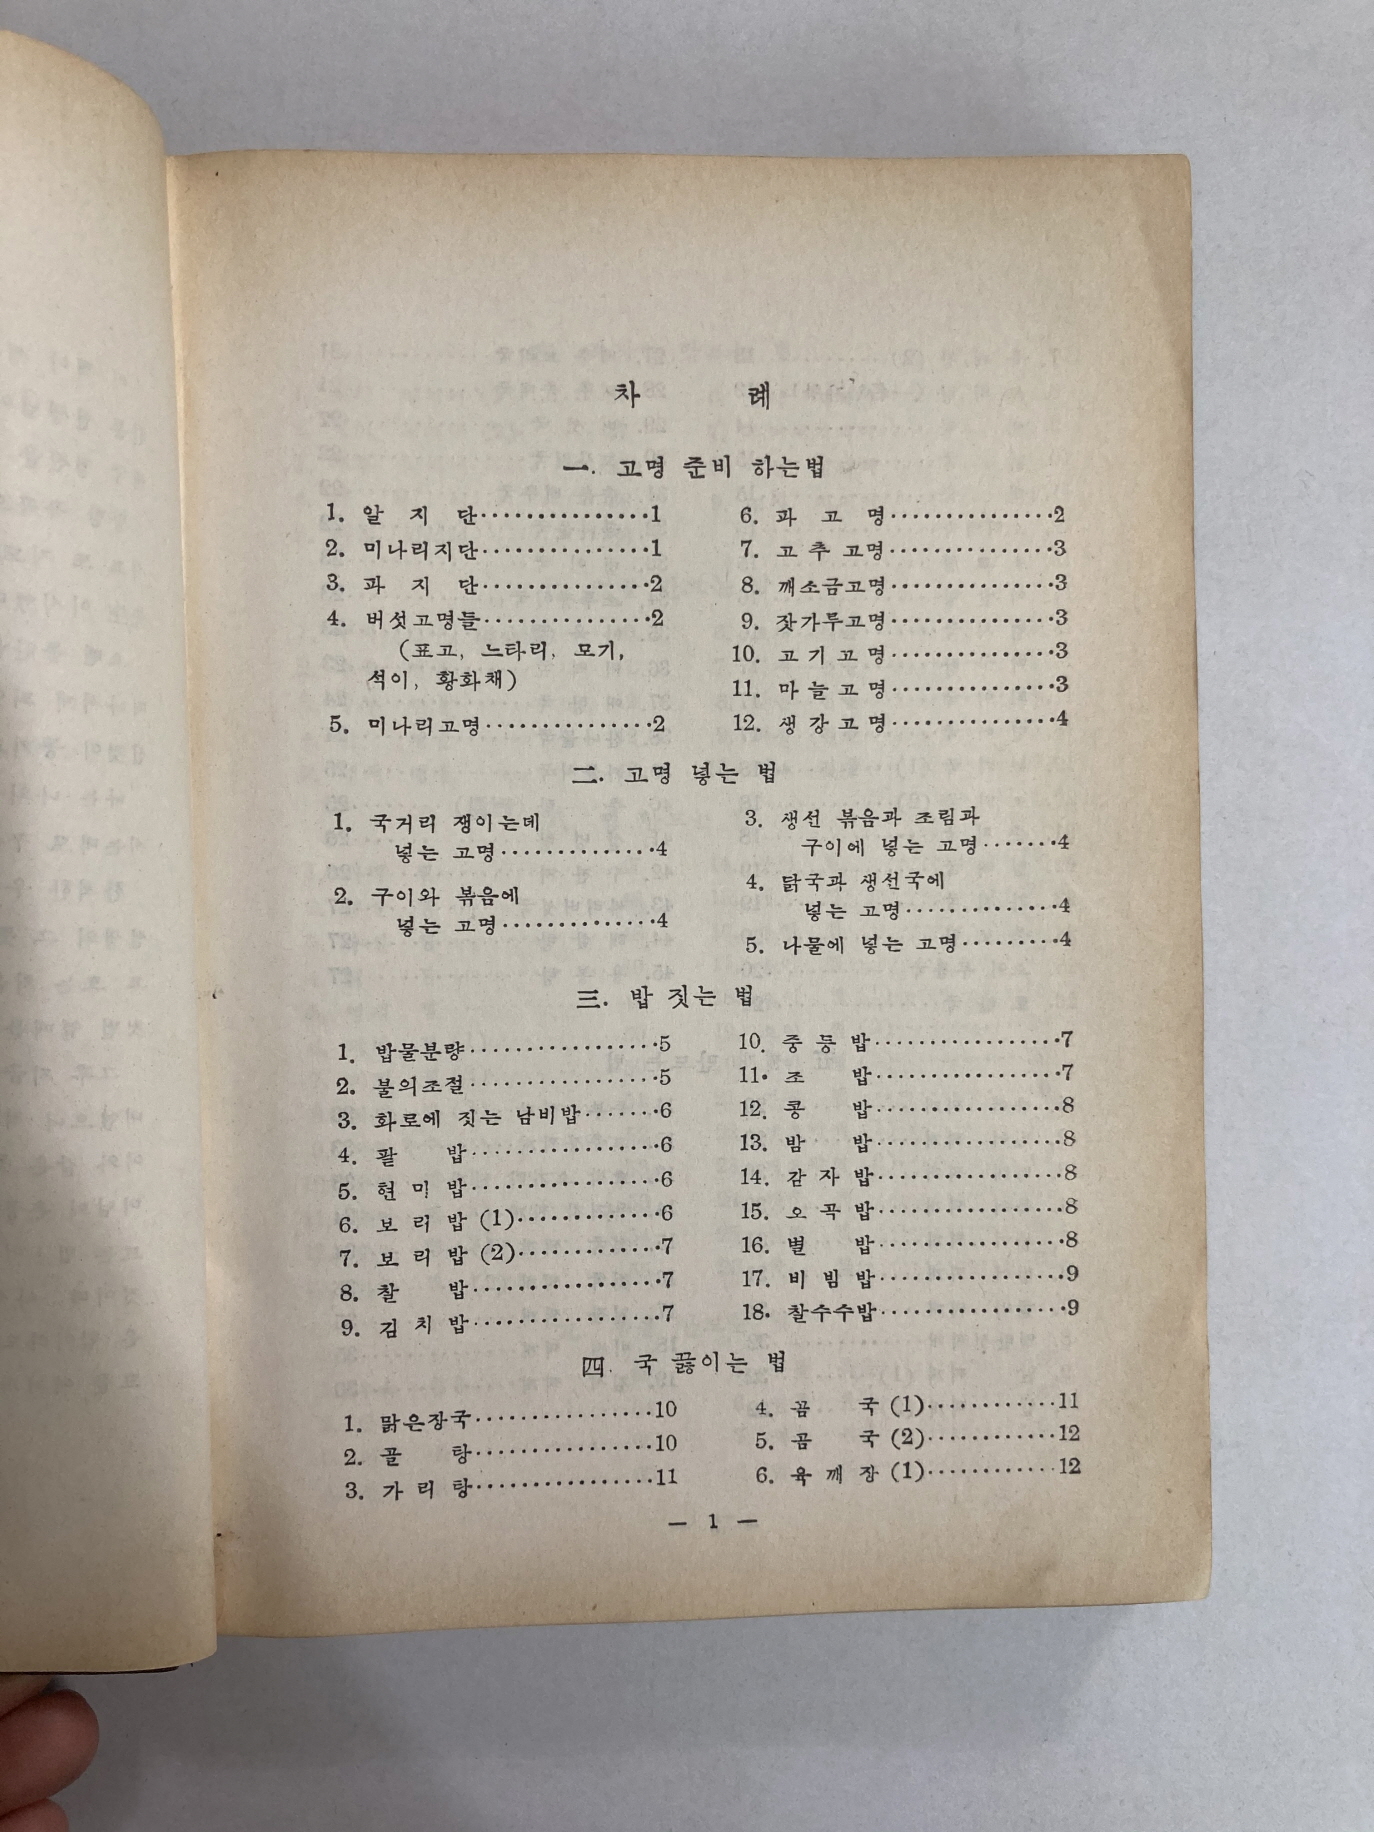 차 례
一. 고명 준비 하는법
1. 알 지 단················1
2. 미나리지단················1
3. 과 지 단················2
4. 버섯고명들················2
(표고, 느타리, 모기,
석이, 황화채)
5. 미나리고명················2
6. 과 고 명················2
7. 고 추 고명················3
8. 깨소금고명················3
9. 잣가루고명················3
10. 고 기 고 명················3
11. 마 늘 고 명················3
12. 생 강 고 명················4
二. 고명 넣는 법
1. 국거리 쟁이는데
넣는 고명···············4
2. 구이와 볶음에
넣는 고명···············4
3. 생선 볶음과 조림과
구이에 넣는 고명·······4
4. 닭국과 생선국에
넣는 고명···············4
5. 나물에 넣는 고명·········4
三. 밥 짓는 법
1. 밥물분량··················5
2. 불의조절··················5
3. 화로에 짓는 남비밥·······6
4. 팥 밥··················6
5. 현 미 밥··················6
6. 보 리 밥 (1)·············6
7. 보 리 밥 (2)·············7
8. 찰 밥··················7
9. 김 치 밥··················7
10. 중 등 밥··················7
11. 조 밥··················7
12. 콩 밥··················8
13. 밤 밥··················8
14. 감 자 밥··················8
15. 오 곡 밥··················8
16. 별 밥··················8
17. 비 빔 밥··················9
18. 찰수수밥··················9
四. 국 끓이는 법
1. 맑은장국·················10
2. 골 탕·················10
3. 가 리 탕·················11
4. 곰 국 (1)·············11
5. 곰 국 (2)·············12
6. 육 깨 장 (1)·············12
— 1 —